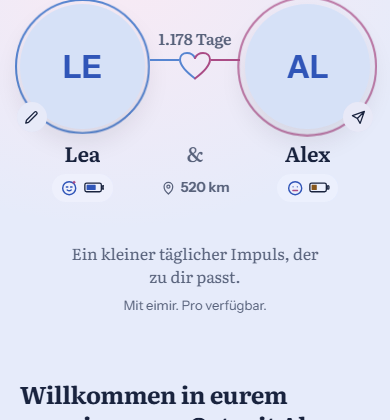 1.178 Tage
LE
AL
Lea & Alex
520 km
Ein kleiner täglicher Impuls, der
zu dir passt.
Mit eimir. Pro verfügbar.
Willkommen in eurem